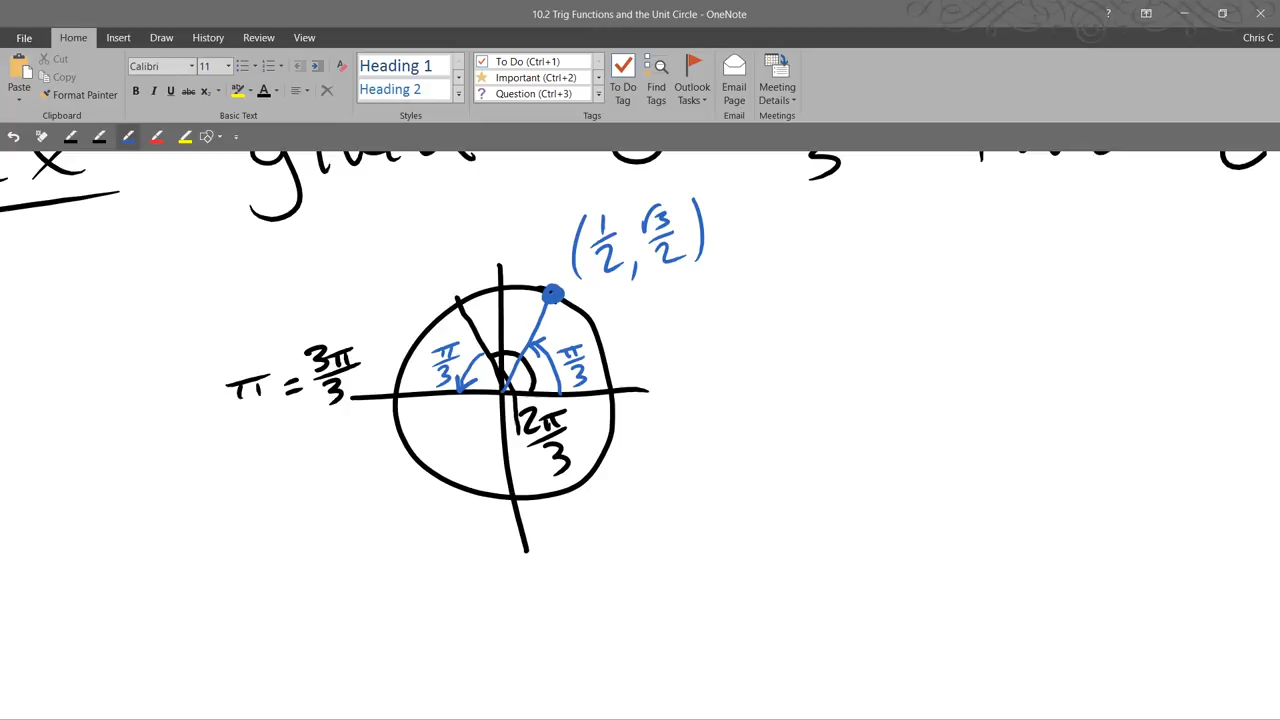 10.2 Trig Functions and the Unit Circle - OneNote
?
File Home Insert Draw History Review View Chris C
Paste
Cut
Copy
Format Painter
Clipboard
Calibri 11
B I U abc X₂ A
Basic Text
Heading 1
Heading 2
Styles
To Do (Ctrl+1)
Important (Ctrl+2)
? Question (Ctrl+3)
To Do Tag
Find Tags
Outlook Tasks
Tags
Email Page
Email
Meeting Details
Meetings
ex
(1/2, √3/2)
π = 3π/3
π/3
π/3
2π/3